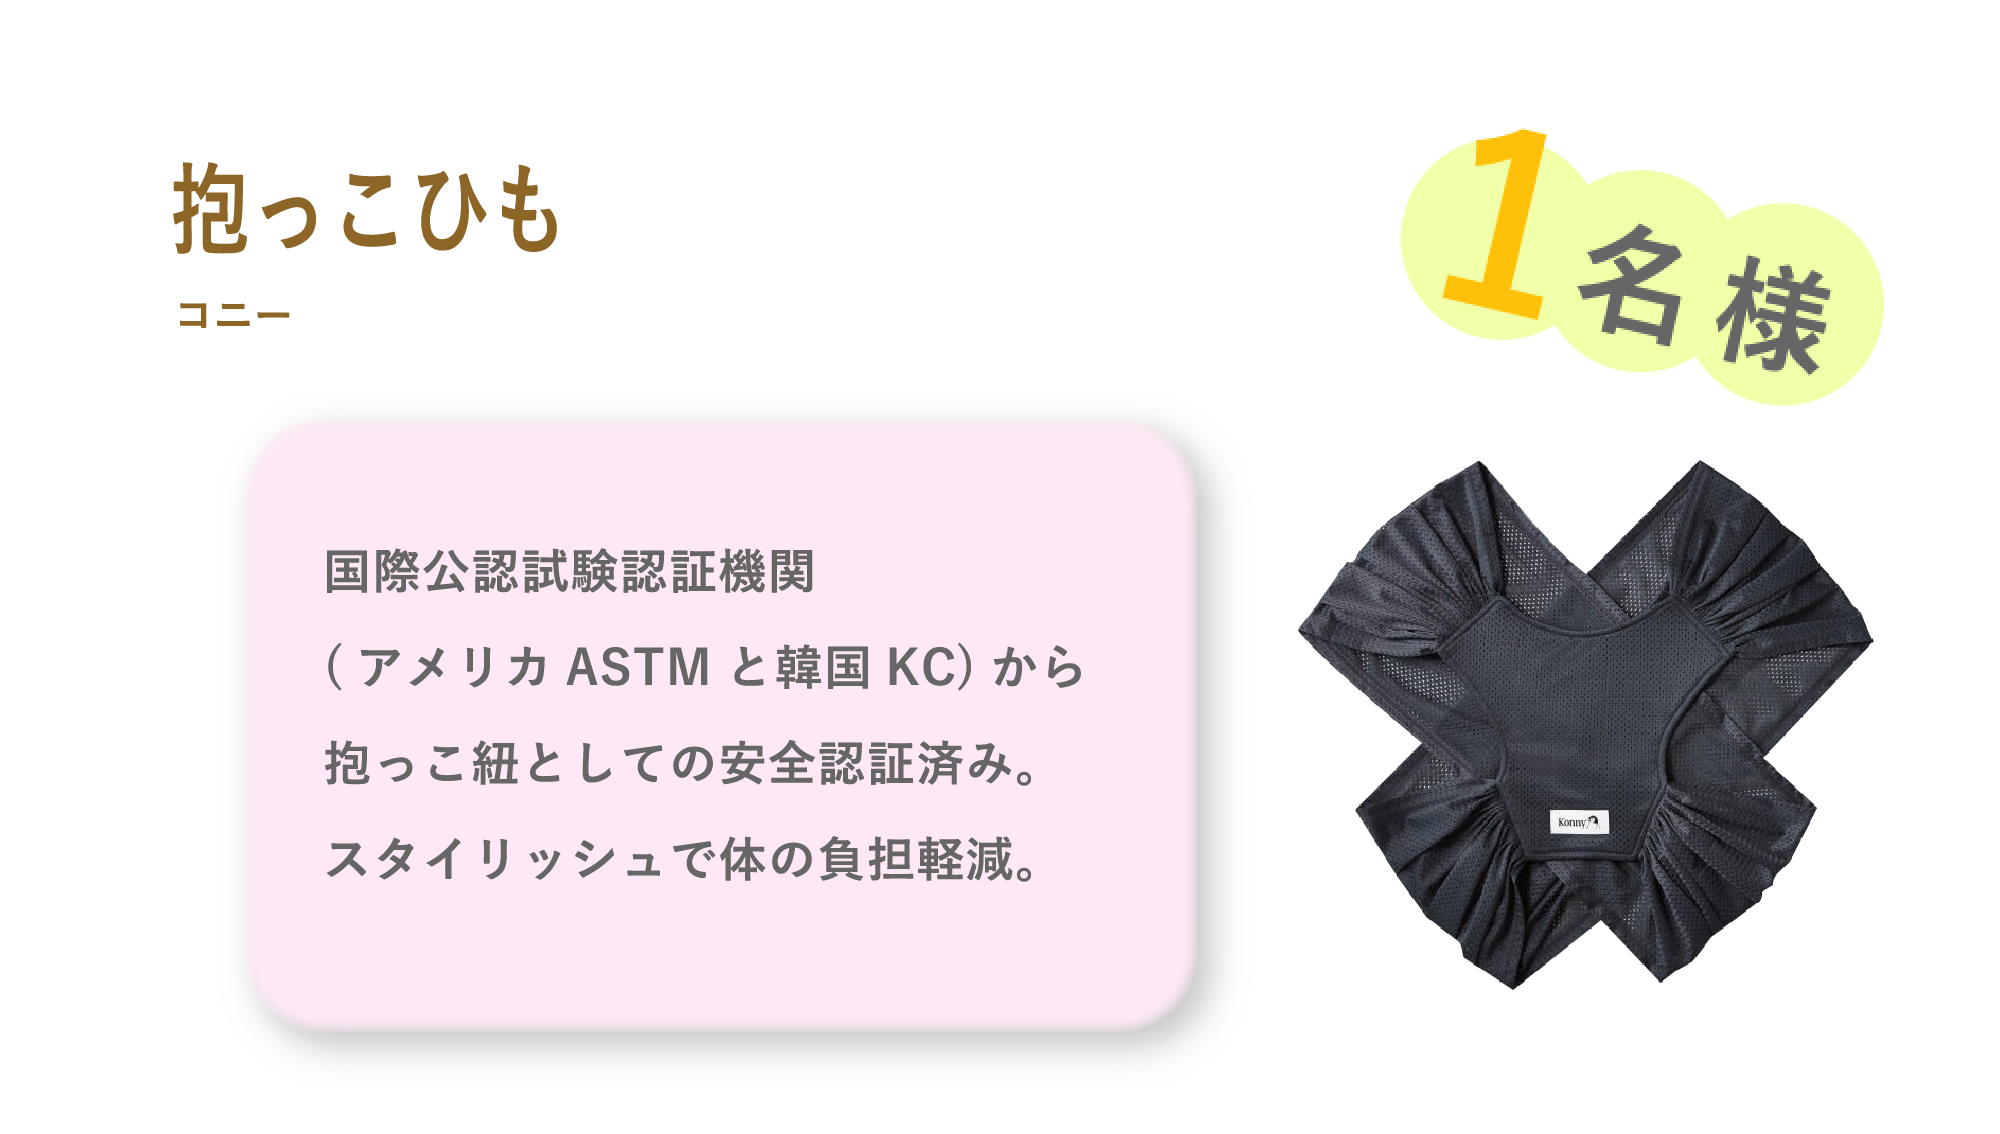 抱っこひも
コニー
1名様
国際公認試験認証機関
(アメリカ ASTM と韓国 KC) から
抱っこ紐としての安全認証済み。
スタイリッシュで体の負担軽減。
Konny